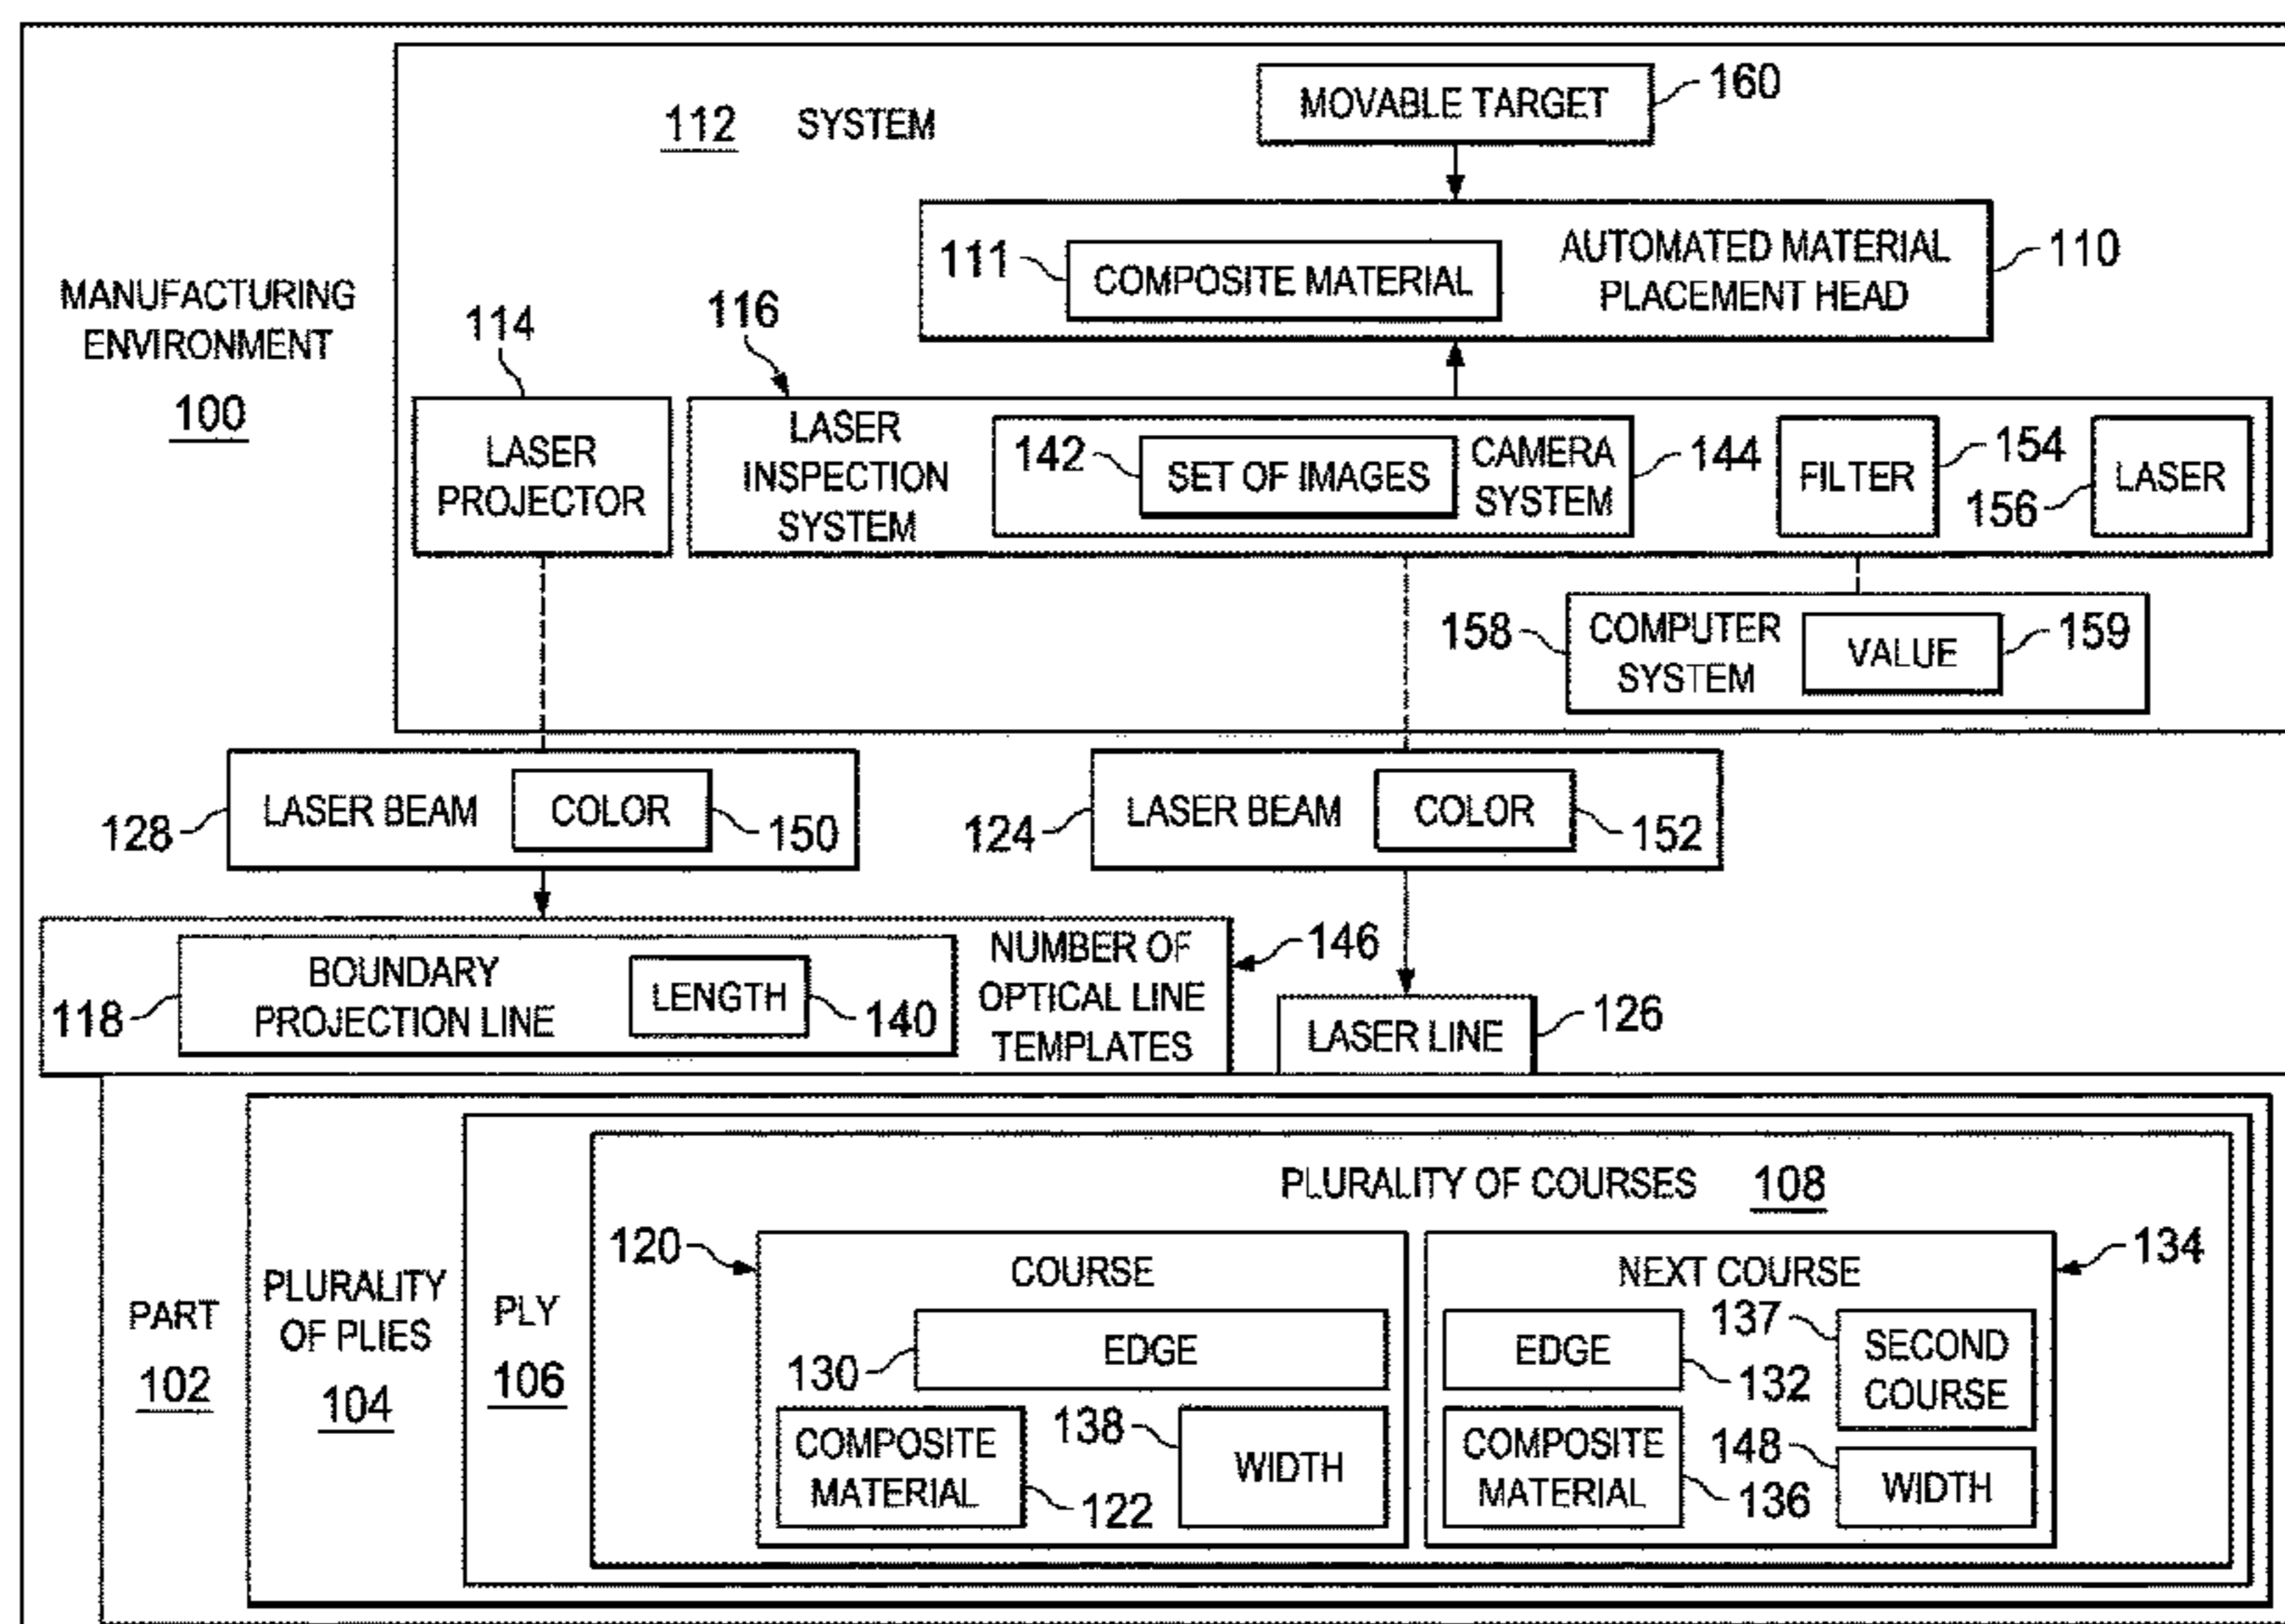 MOVABLE TARGET
160
112
SYSTEM
AUTOMATED MATERIAL
PLACEMENT HEAD
110
111
COMPOSITE MATERIAL
MANUFACTURING
ENVIRONMENT
100
114
116
LASER
PROJECTOR
LASER
INSPECTION
SYSTEM
142
SET OF IMAGES
CAMERA
SYSTEM
144
FILTER
154
156
LASER
158
COMPUTER
SYSTEM
VALUE
159
128
LASER BEAM
COLOR
150
124
LASER BEAM
COLOR
152
118
BOUNDARY
PROJECTION LINE
LENGTH
140
NUMBER OF
OPTICAL LINE
TEMPLATES
146
LASER LINE
126
PLURALITY OF COURSES
108
120
COURSE
NEXT COURSE
134
PART
102
PLURALITY
OF PLIES
104
PLY
106
130
EDGE
EDGE
132
137
SECOND
COURSE
COMPOSITE
MATERIAL
122
138
WIDTH
COMPOSITE
MATERIAL
136
148
WIDTH